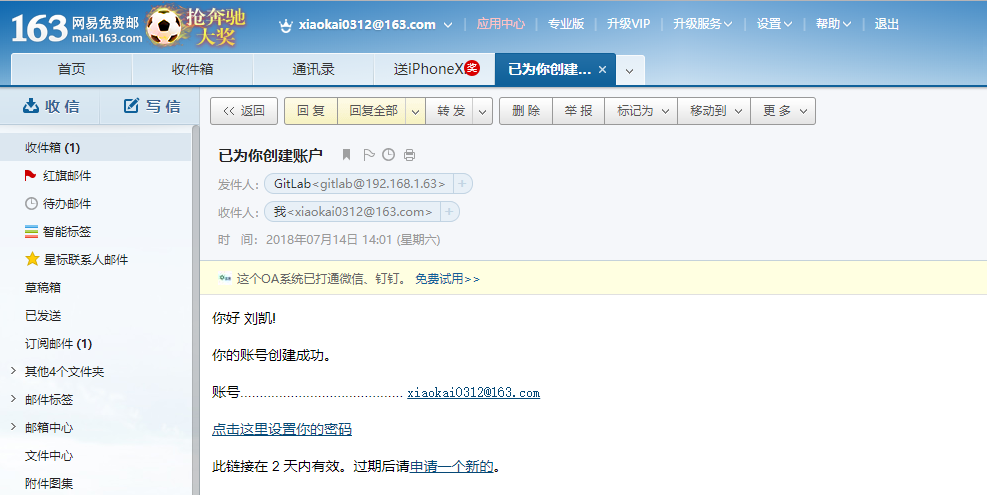 163 网易免费邮 mail.163.com 抢奔驰大奖 xiaokai0312@163.com | 应用中心 | 专业版 | 升级VIP | 升级服务 | 设置 | 帮助 | 退出
首页 收件箱 通讯录 送iPhoneX奖 已为你创建... ×
收 信 写 信
<< 返回 回 复 回复全部 转 发 删 除 举 报 标记为 移动到 更 多
收件箱 (1)
红旗邮件
待办邮件
智能标签
星标联系人邮件
草稿箱
已发送
订阅邮件 (1)
其他4个文件夹
邮件标签
邮箱中心
文件中心
附件图集
已为你创建账户
发件人: GitLab<gitlab@192.168.1.63> +
收件人: 我<xiaokai0312@163.com> +
时 间: 2018年07月14日 14:01 (星期六)
这个OA系统已打通微信、钉钉。 免费试用>>
你好 刘凯!
你的账号创建成功。
账号.......................................... xiaokai0312@163.com
点击这里设置你的密码
此链接在 2 天内有效。过期后请申请一个新的。